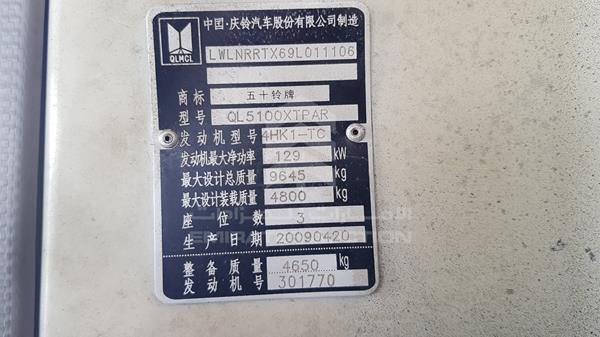 中国·庆铃汽车股份有限公司制造
QLMCL
LWLNRRTX69L011106
商标 五十铃牌
型号 QL5100XTPAR
发动机型号 4HK1-TC
发动机最大净功率 129 kW
最大设计总质量 9645 kg
最大设计装载质量 4800 kg
座位数 3
生产日期 20090420
整备质量 4650 kg
发动机号 301770
الإمارات للمزادات
EMIRATES AUCTION